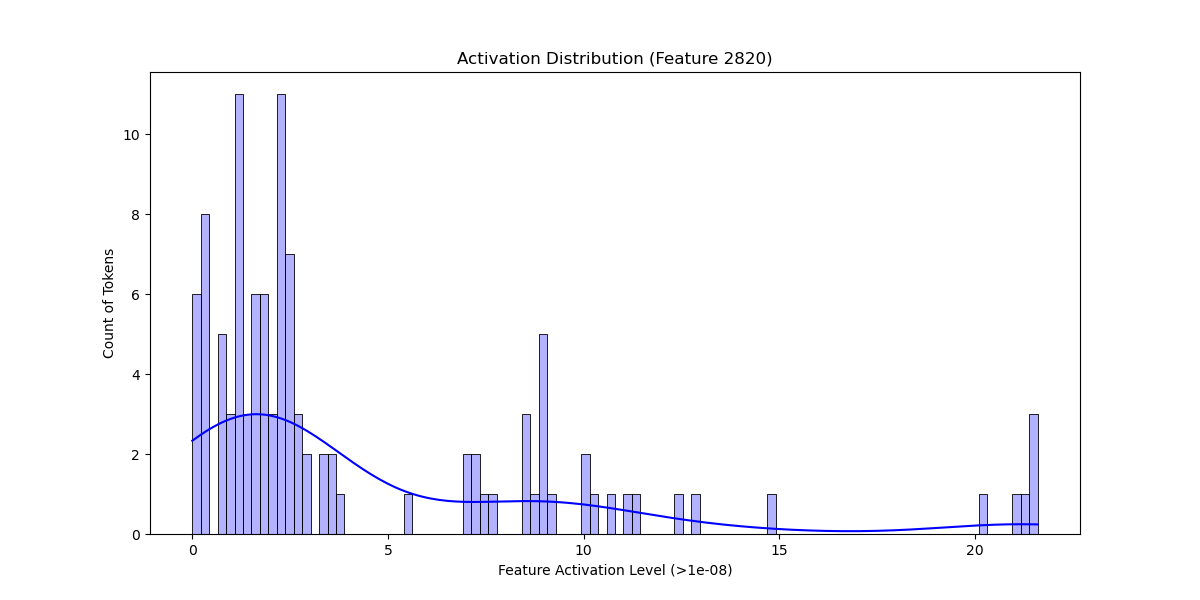 Activation Distribution (Feature 2820)
Count of Tokens
10
8
6
4
2
0
0 5 10 15 20
Feature Activation Level (>1e-08)